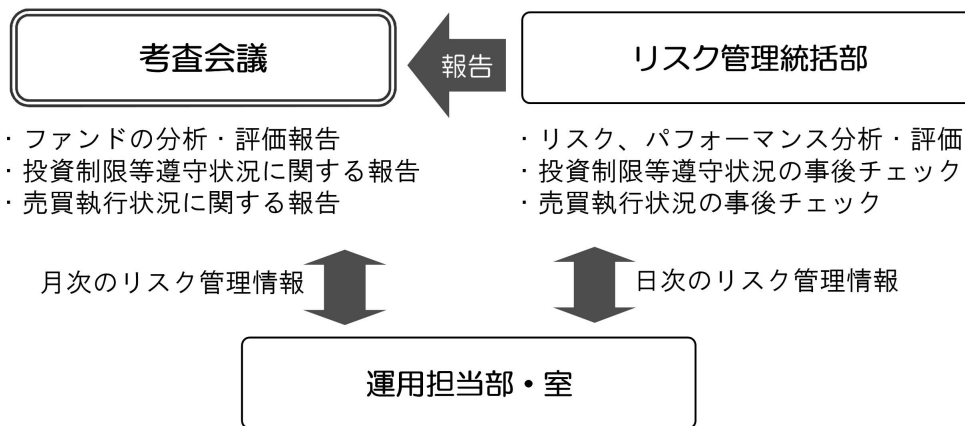 考査会議
報告
リスク管理統括部
・ファンドの分析・評価報告
・投資制限等遵守状況に関する報告
・売買執行状況に関する報告
・リスク、パフォーマンス分析・評価
・投資制限等遵守状況の事後チェック
・売買執行状況の事後チェック
月次のリスク管理情報
日次のリスク管理情報
運用担当部・室